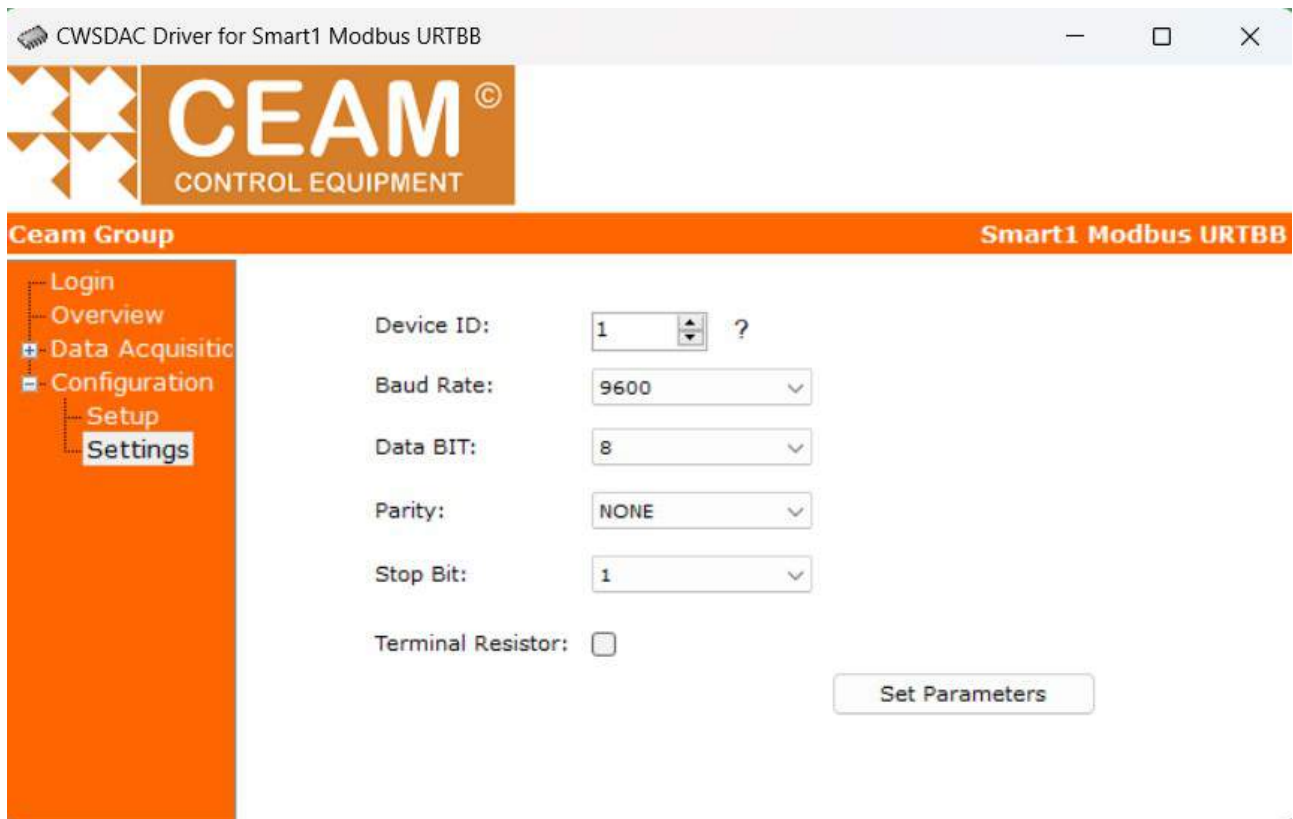 CWSDAC Driver for Smart1 Modbus URTBB
CEAM ©
CONTROL EQUIPMENT
Ceam Group
Smart1 Modbus URTBB
Login
Overview
Data Acquisitic
Configuration
Setup
Settings
Device ID: 1 ?
Baud Rate: 9600
Data BIT: 8
Parity: NONE
Stop Bit: 1
Terminal Resistor:
Set Parameters